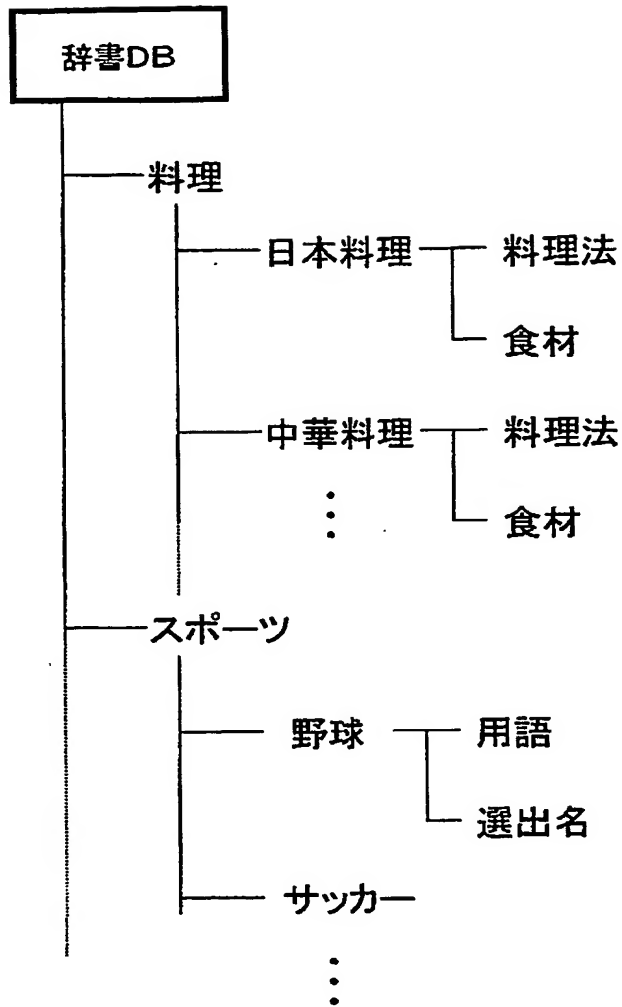 辞書DB
料理
日本料理 料理法
食材
中華料理 料理法
食材
スポーツ
野球 用語
選出名
サッカー